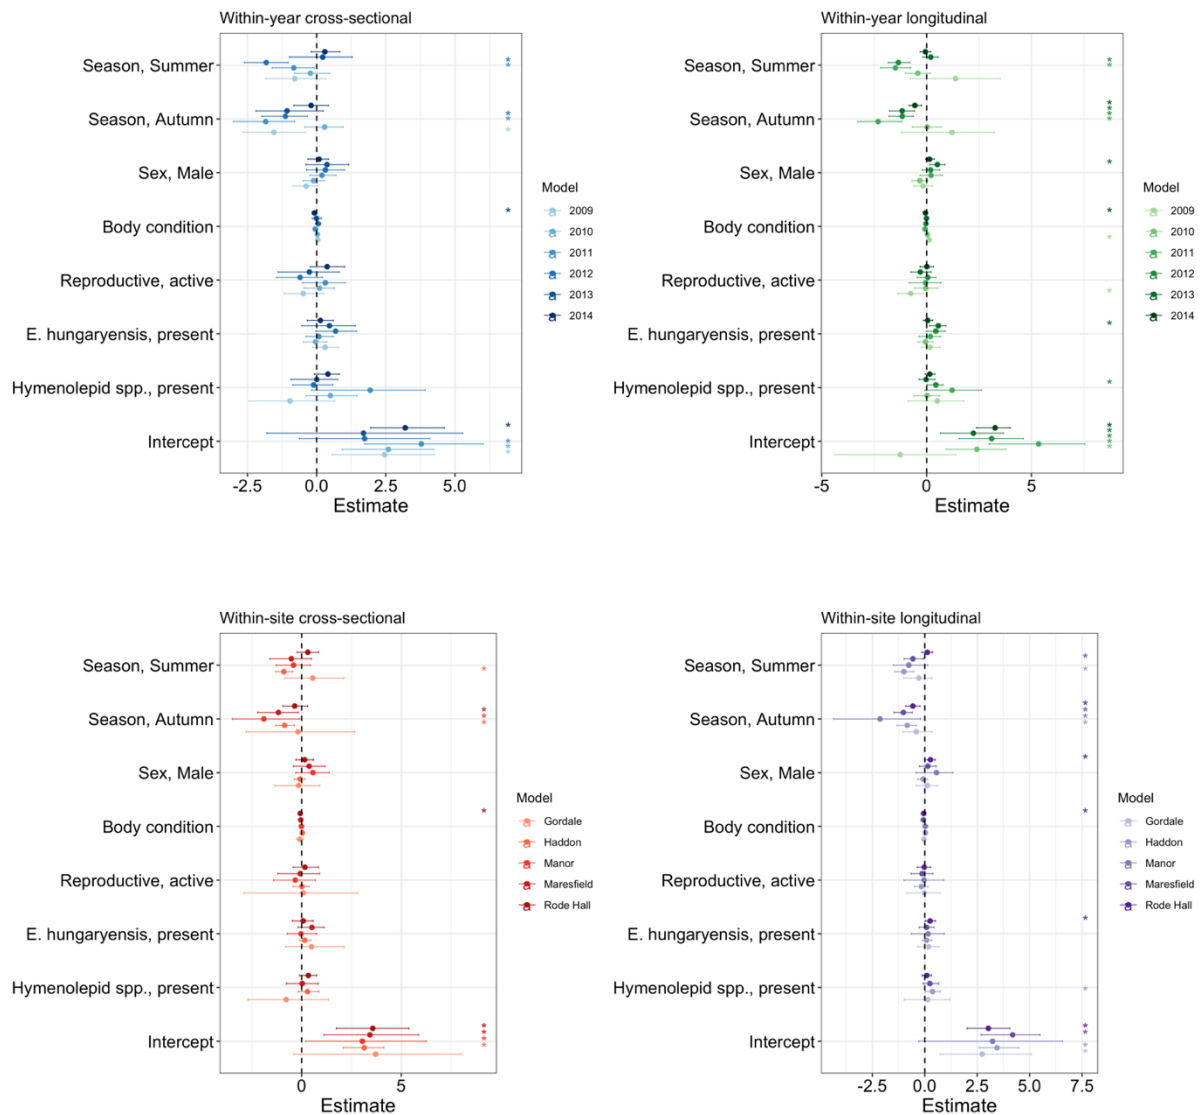 Within-year cross-sectional
Season, Summer
Season, Autumn
Sex, Male
Body condition
Reproductive, active
E. hungaryensis, present
Hymenolepid spp., present
Intercept
-2.5 0.0 2.5 5.0
Estimate
Model
a 2009
a 2010
a 2011
a 2012
a 2013
a 2014
Within-year longitudinal
Season, Summer
Season, Autumn
Sex, Male
Body condition
Reproductive, active
E. hungaryensis, present
Hymenolepid spp., present
Intercept
-5 0 5
Estimate
Model
a 2009
a 2010
a 2011
a 2012
a 2013
a 2014
Within-site cross-sectional
Season, Summer
Season, Autumn
Sex, Male
Body condition
Reproductive, active
E. hungaryensis, present
Hymenolepid spp., present
Intercept
0 5
Estimate
Model
a Gordale
a Haddon
a Manor
a Maresfield
a Rode Hall
Within-site longitudinal
Season, Summer
Season, Autumn
Sex, Male
Body condition
Reproductive, active
E. hungaryensis, present
Hymenolepid spp., present
Intercept
-2.5 0.0 2.5 5.0 7.5
Estimate
Model
a Gordale
a Haddon
a Manor
a Maresfield
a Rode Hall